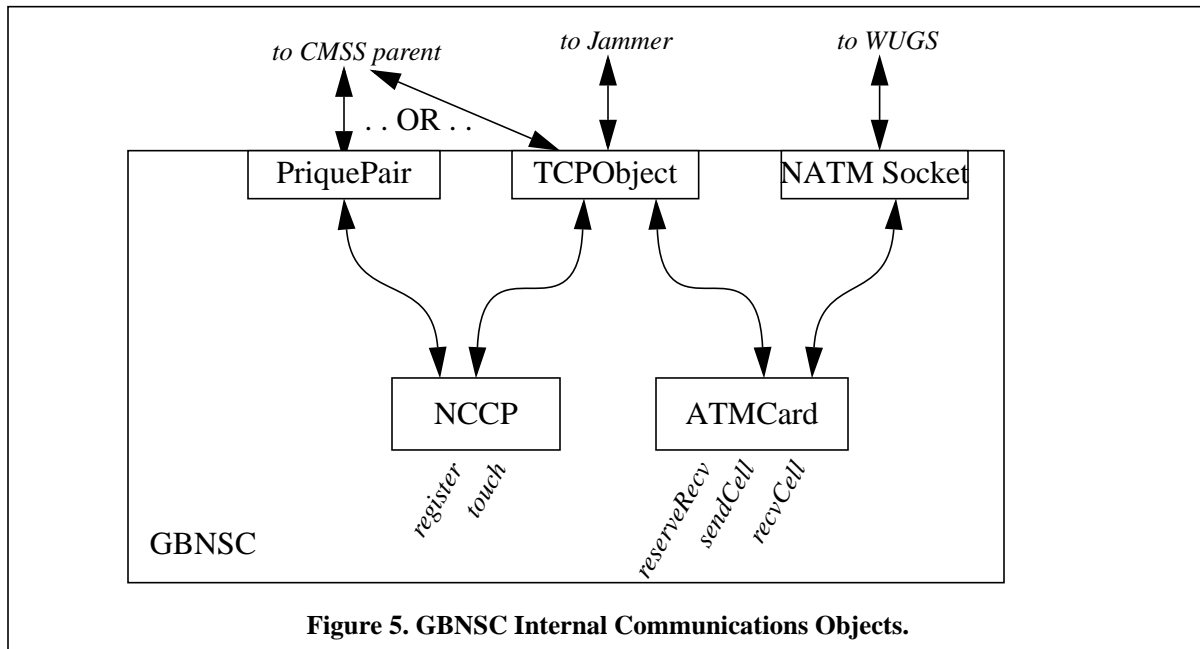 to CMSS parent
to Jammer
to WUGS
. . OR . .
PriquePair
TCPObject
NATM Socket
NCCP
ATMCard
register
touch
reserveRecv
sendCell
recvCell
GBNSC
Figure 5. GBNSC Internal Communications Objects.